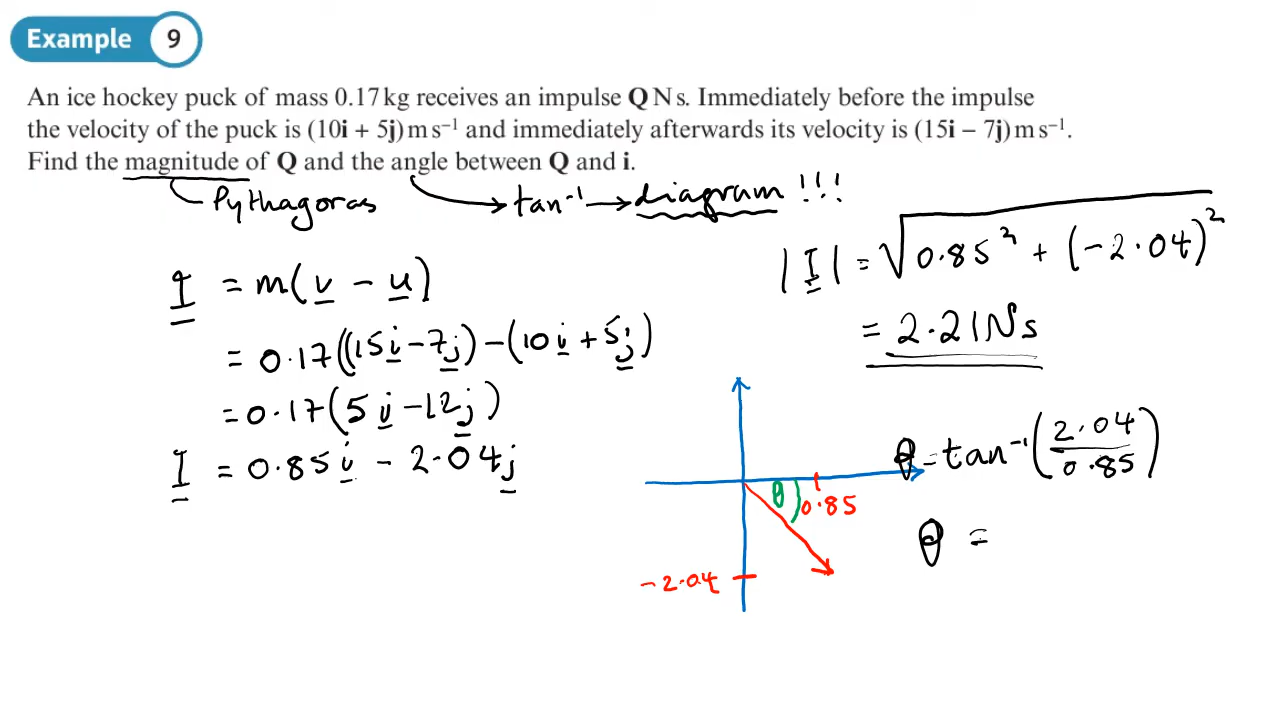 Example 9
An ice hockey puck of mass 0.17 kg receives an impulse Q N s. Immediately before the impulse
the velocity of the puck is (10i + 5j) m s⁻¹ and immediately afterwards its velocity is (15i − 7j) m s⁻¹.
Find the magnitude of Q and the angle between Q and i.
Pythagoras
tan⁻¹ → diagram !!!
I = m(v − u)
= 0.17((15i − 7j) − (10i + 5j)
= 0.17(5i − 12j)
I = 0.85i − 2.04j
|I| = √0.85² + (−2.04)²
= 2.21Ns
θ
0.85
−2.04
θ = tan⁻¹(2.04/0.85)
θ =